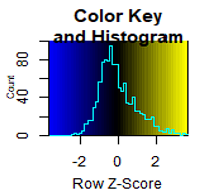 Color Key
and Histogram
Count
0 40 80
-2 0 2
Row Z-Score